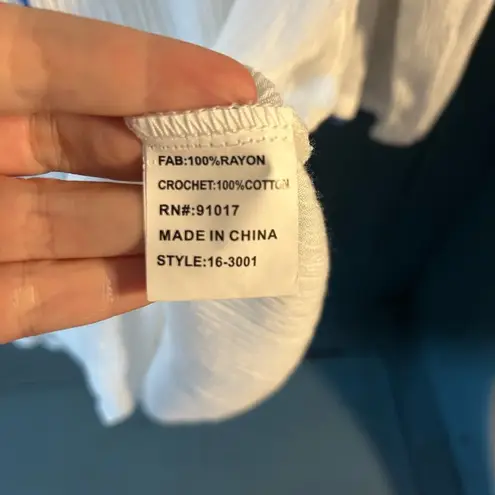 FAB:100%RAYON
CROCHET:100%COTTON
RN#:91017
MADE IN CHINA
STYLE:16-3001